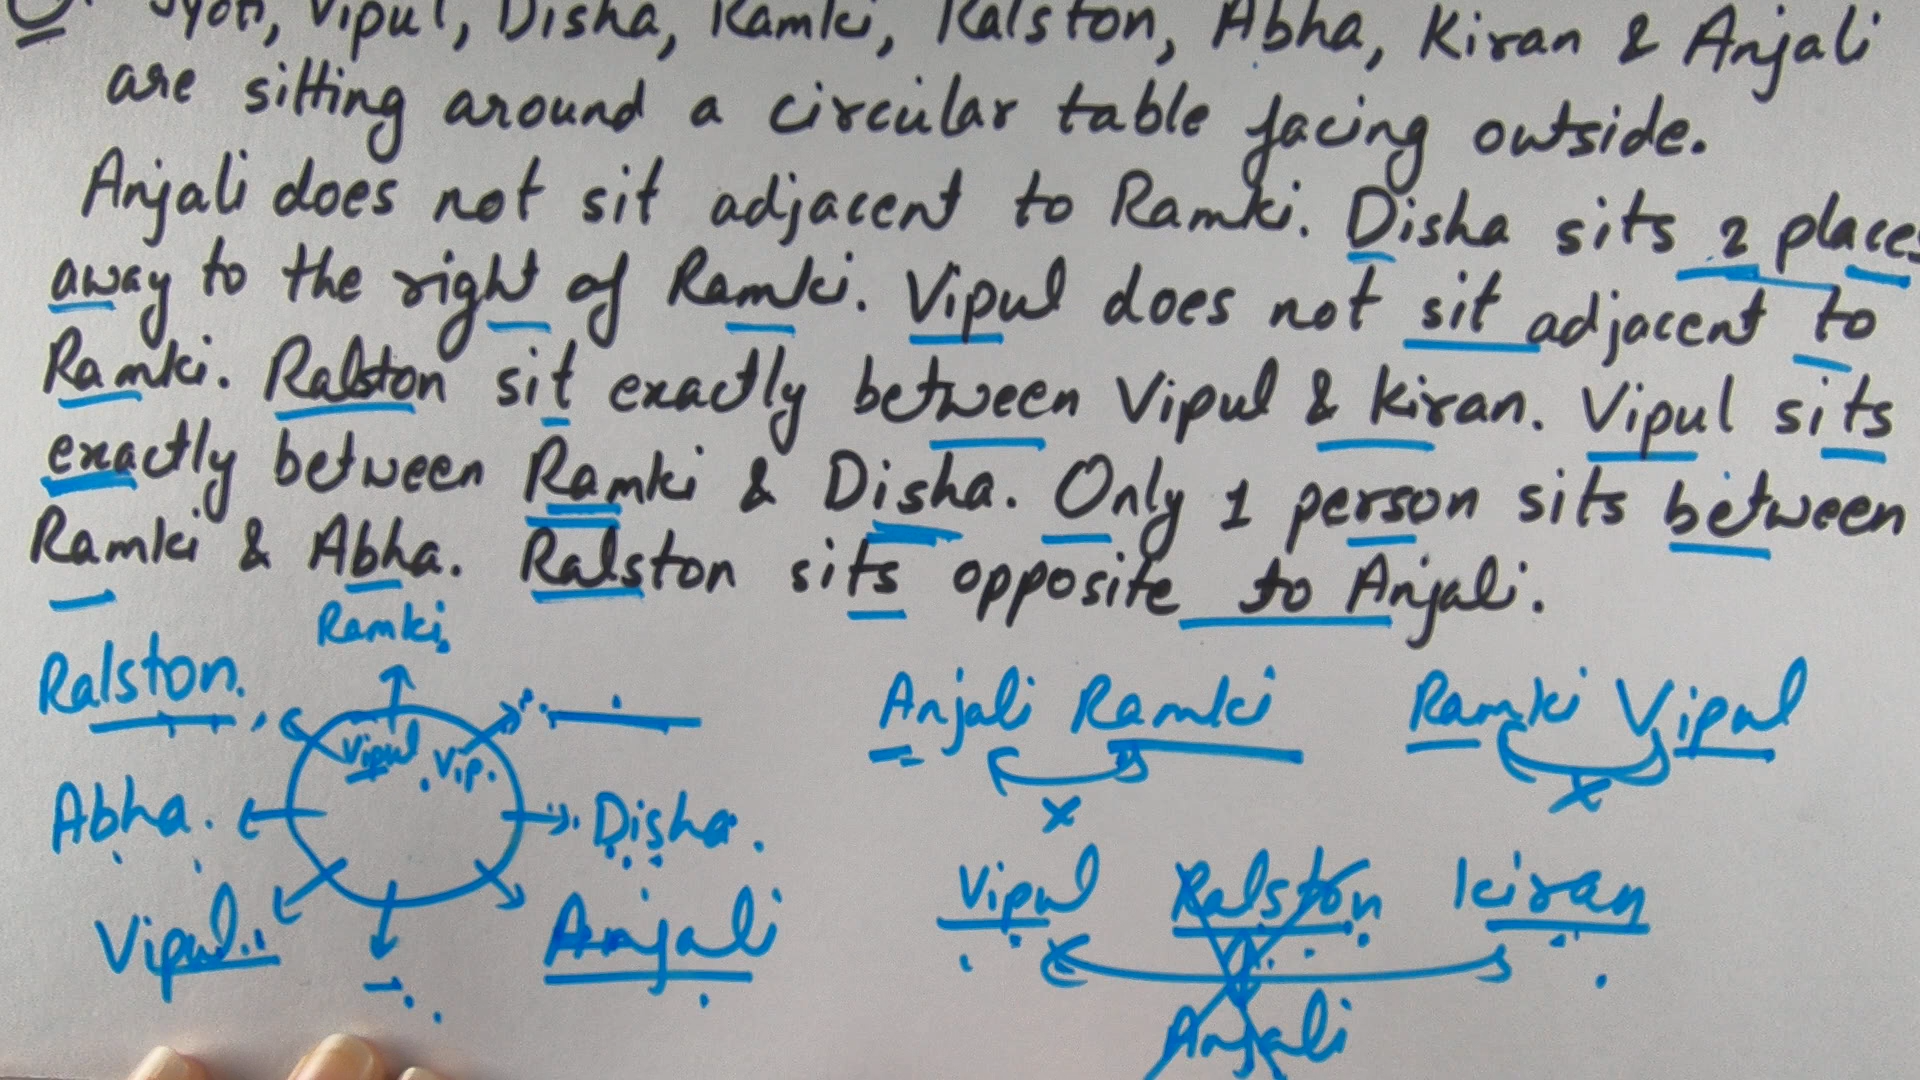 Jyoti, Vipul, Disha, Ramki, Ralston, Abha, Kiran & Anjali
are sitting around a circular table facing outside.
Anjali does not sit adjacent to Ramki. Disha sits 2 places
away to the right of Ramki. Vipul does not sit adjacent to
Ramki. Ralston sit exactly between Vipul & Kiran. Vipul sits
exactly between Ramki & Disha. Only 1 person sits between
Ramki & Abha. Ralston sits opposite to Anjali.
Ramki
Ralston.
Anjali Ramki
Ramki Vipul
Vipul Vip.
x
x
Abha.
Disha.
Vipul Ralston Kiran
Vipul
Anjali
Anjali